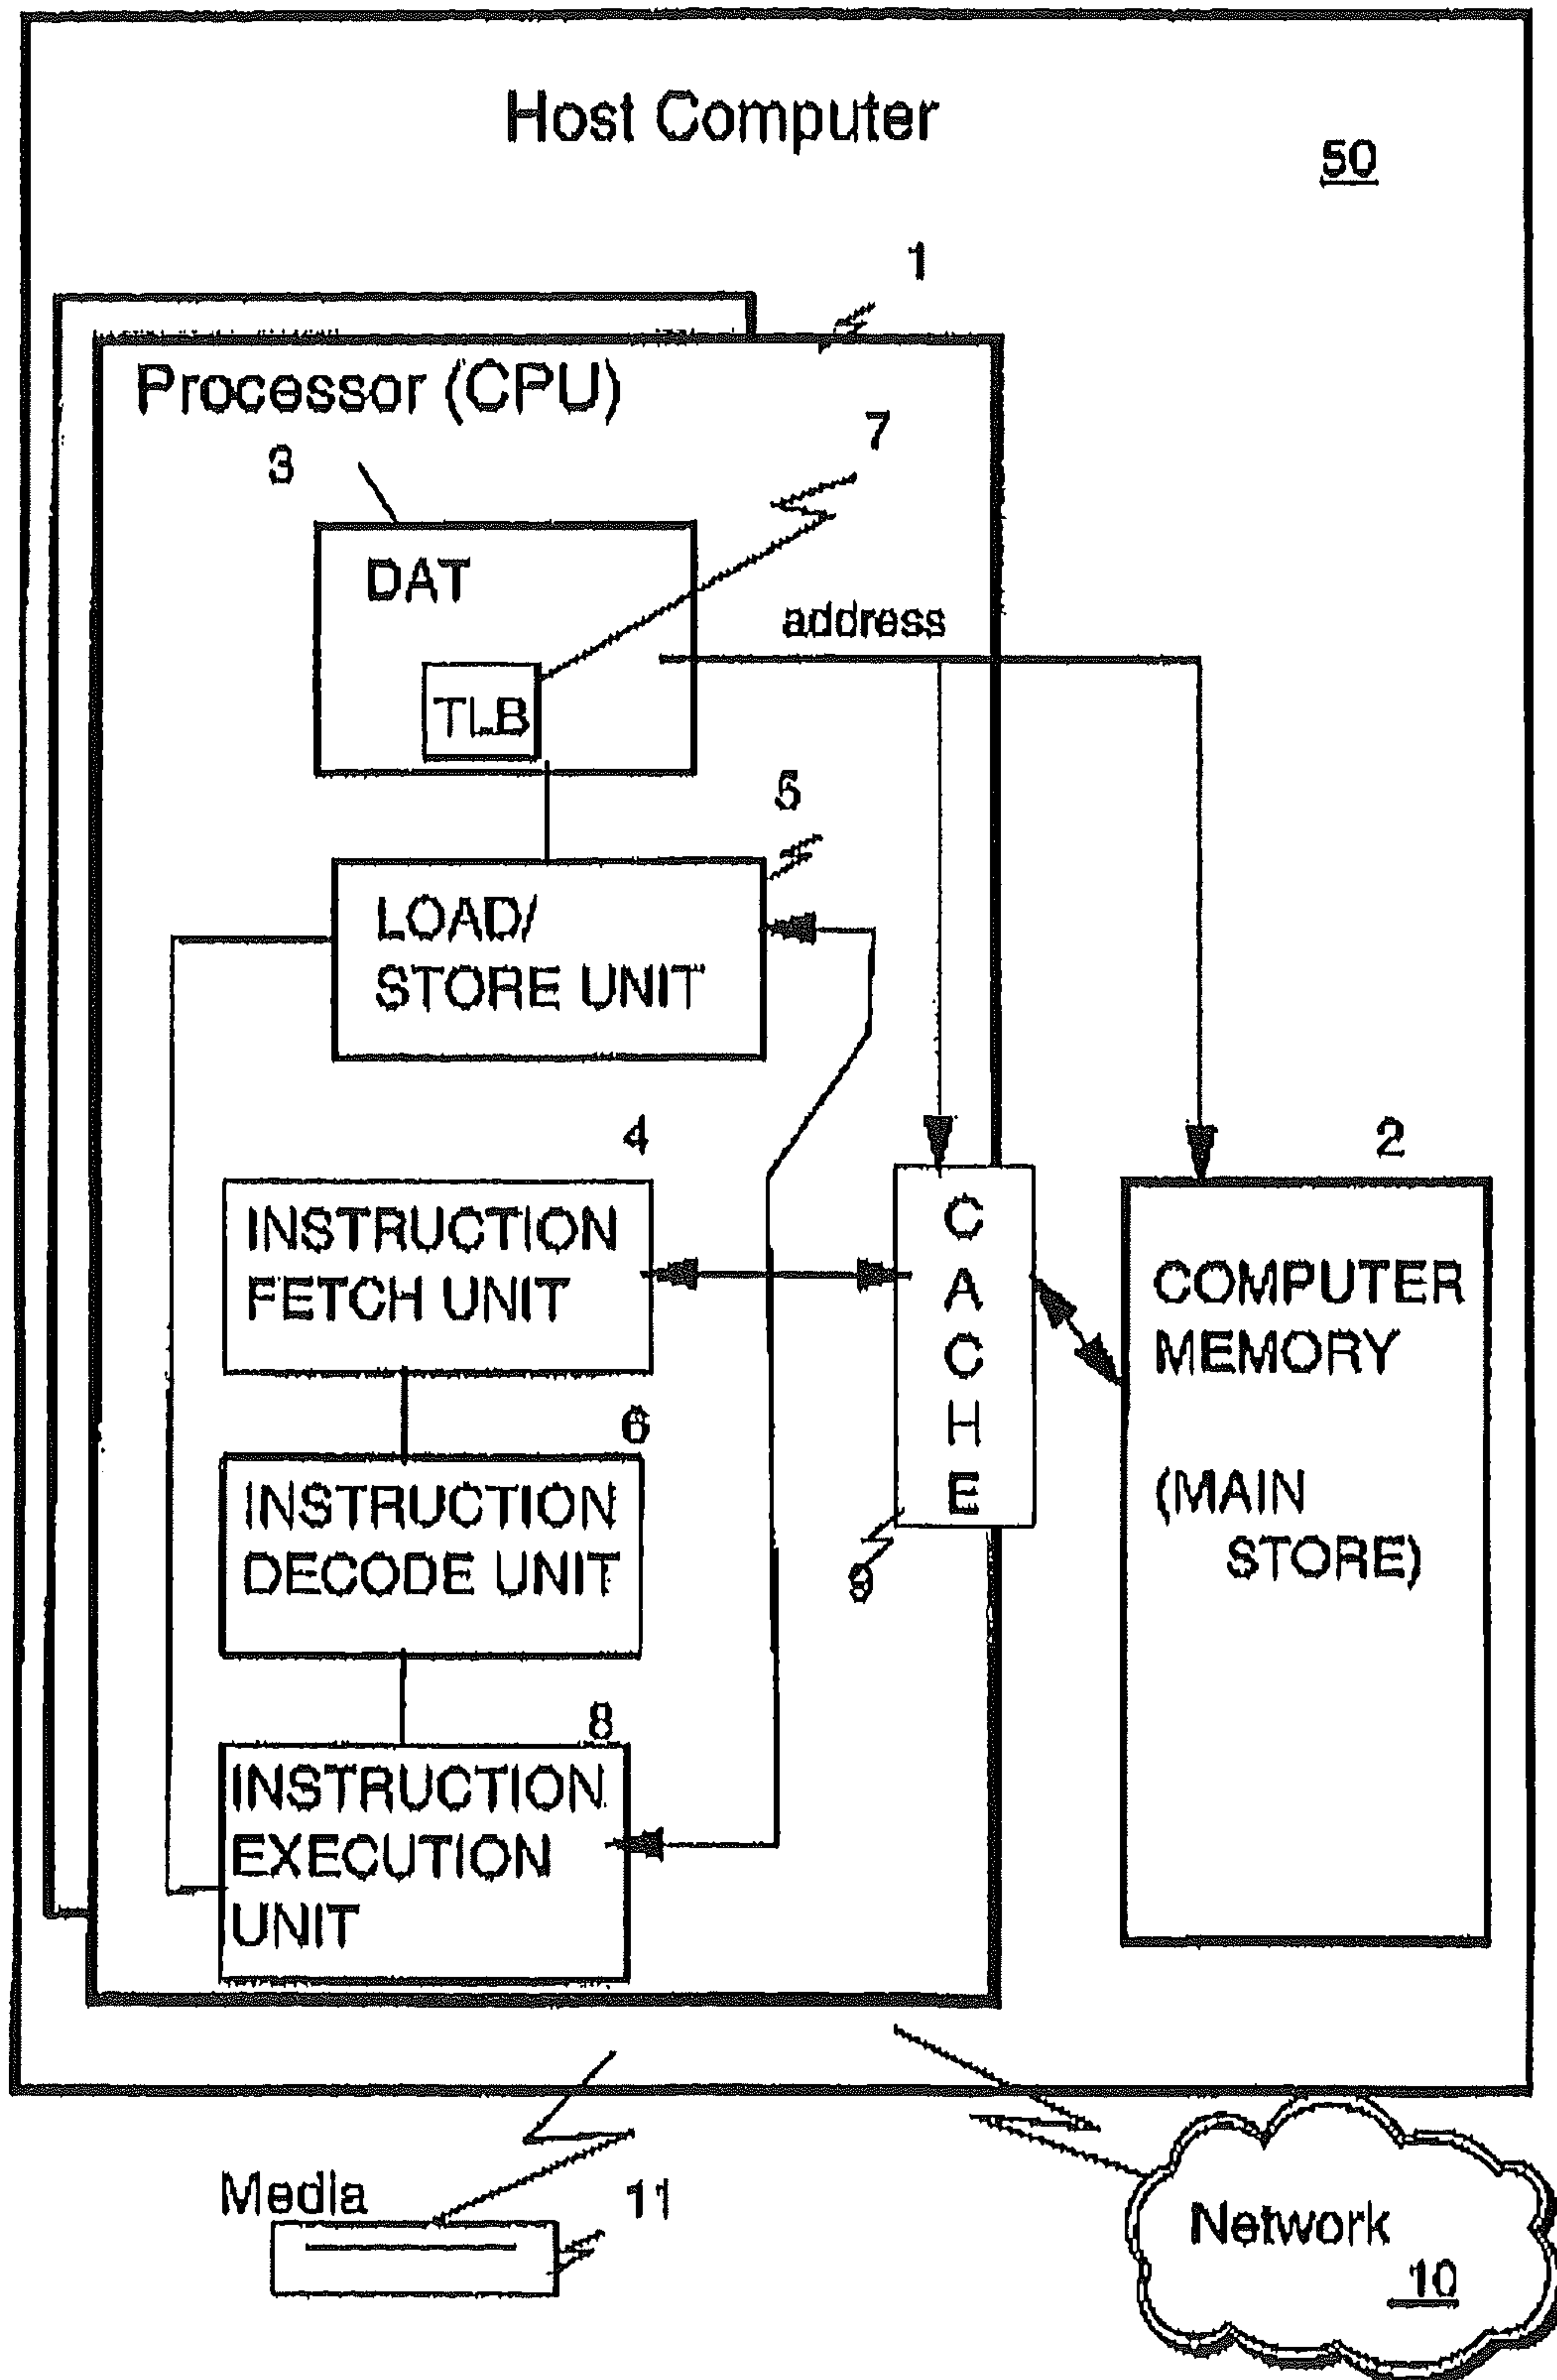 Host Computer
50
1
Processor (CPU)
7
3
DAT
address
TLB
5
LOAD/
STORE UNIT
4
2
INSTRUCTION
FETCH UNIT
CACHE
COMPUTER
MEMORY
(MAIN
STORE)
6
INSTRUCTION
DECODE UNIT
9
8
INSTRUCTION
EXECUTION
UNIT
Media
11
Network
10